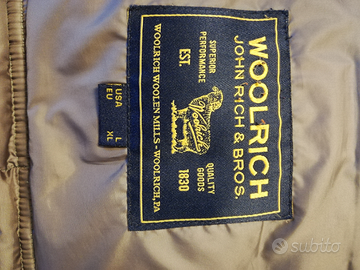 WOOLRICH
JOHN RICH & BROS.
SUPERIOR
PERFORMANCE
QUALITY
GOODS
EST.
1830
Woolrich
WOOLRICH WOOLEN MILLS - WOOLRICH, PA
USA L
EU XL
subito